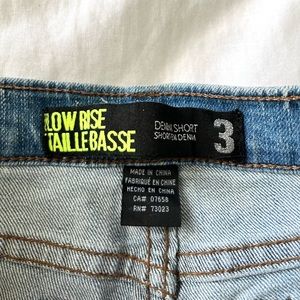 LOW RISE
TAILLE BASSE
DENIM SHORT
SHORT EN DENIM
3
MADE IN CHINA
FABRIQUÉ EN CHINE
HECHO EN CHINA
CA# 07658
RN# 73023